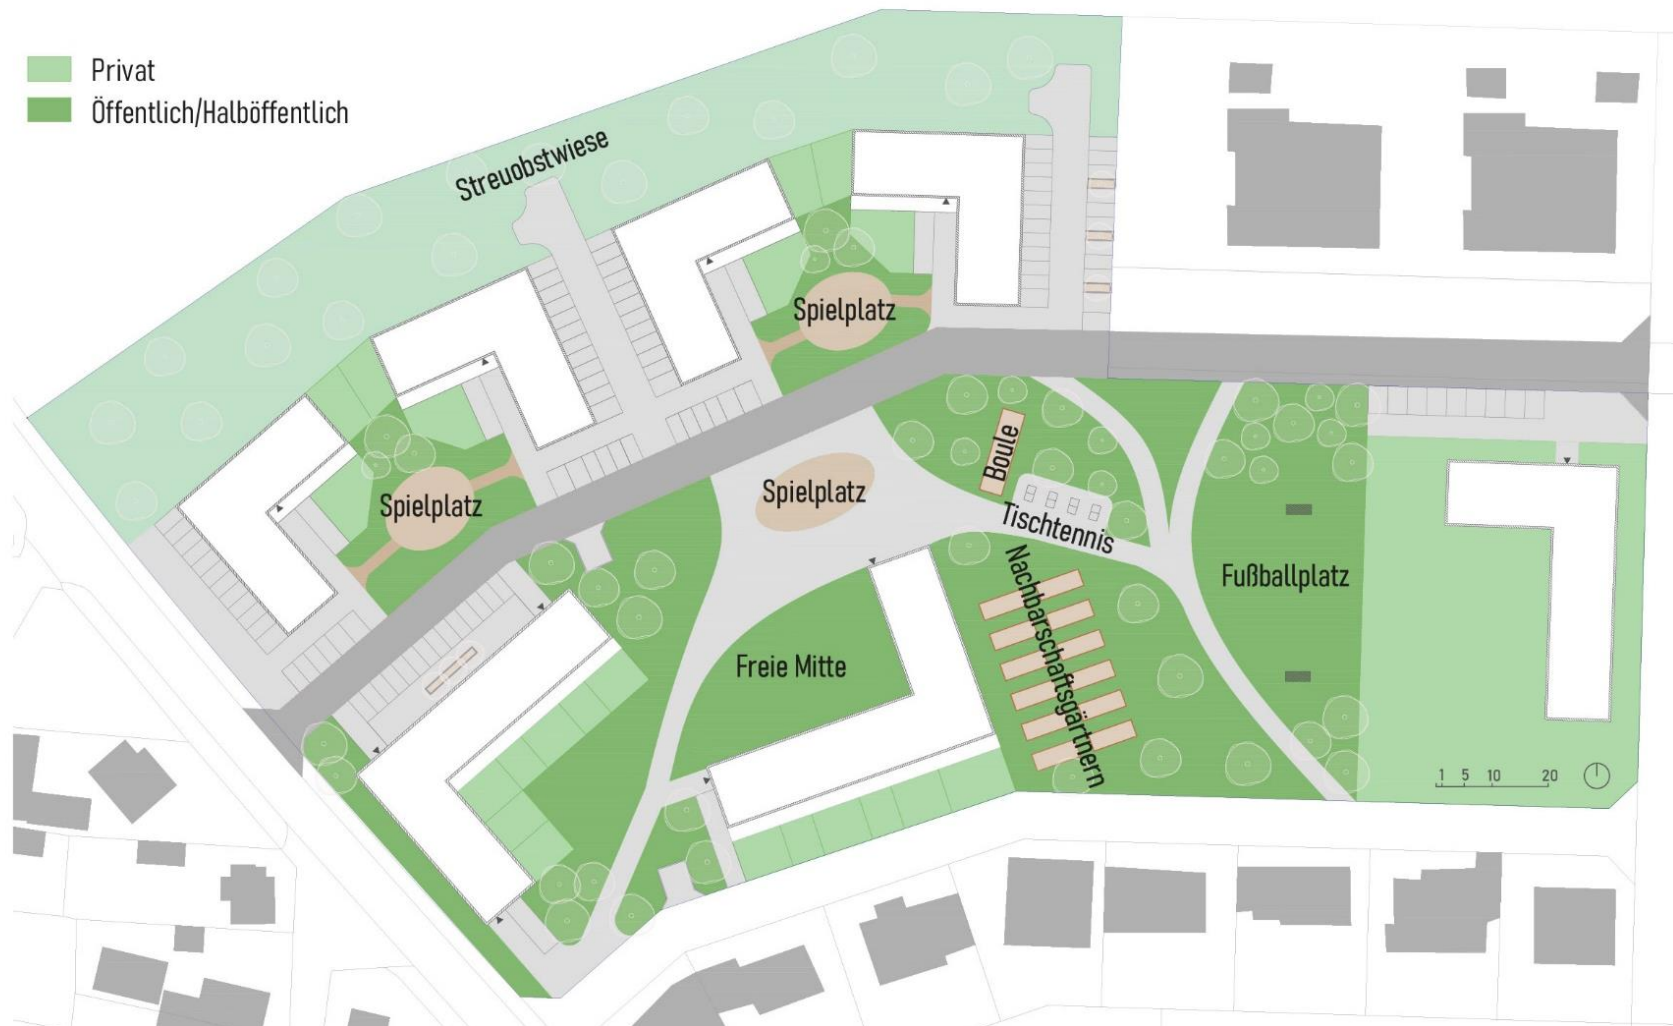 Privat
Öffentlich/Halböffentlich
Streuobstwiese
Spielplatz
Spielplatz
Spielplatz
Boule
Tischtennis
Nachbarschaftsgärtnern
Fußballplatz
Freie Mitte
1 5 10 20